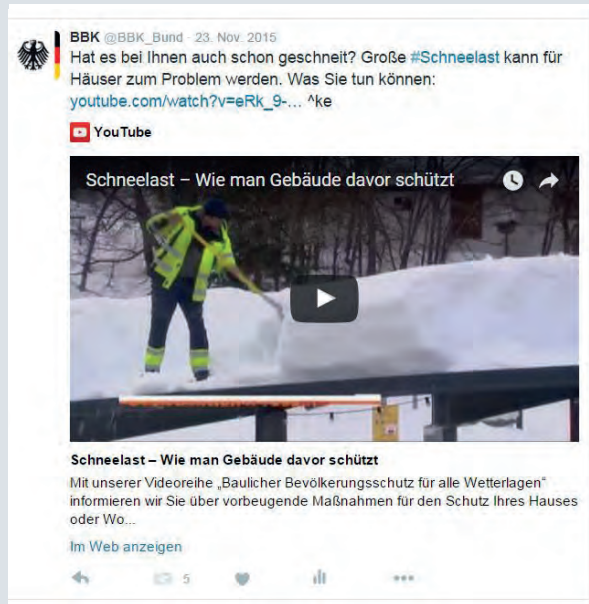 BBK @BBK_Bund · 23. Nov. 2015
Hat es bei Ihnen auch schon geschneit? Große #Schneelast kann für
Häuser zum Problem werden. Was Sie tun können:
youtube.com/watch?v=eRk_9-... ^ke
YouTube
Schneelast – Wie man Gebäude davor schützt
Schneelast – Wie man Gebäude davor schützt
Mit unserer Videoreihe „Baulicher Bevölkerungsschutz für alle Wetterlagen“
informieren wir Sie über vorbeugende Maßnahmen für den Schutz Ihres Hauses
oder Wo...
Im Web anzeigen
5